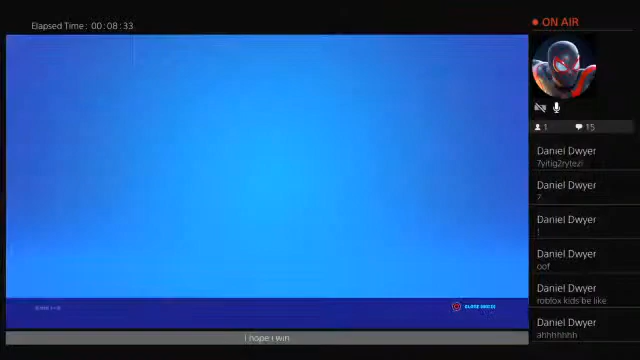 Elapsed Time : 00:08:33
ON AIR
1
15
Daniel Dwyer
7yitig2rytezi
Daniel Dwyer
?
Daniel Dwyer
!
Daniel Dwyer
oof
Daniel Dwyer
roblox kids be like
Daniel Dwyer
ahhhhhhh
I hope i win